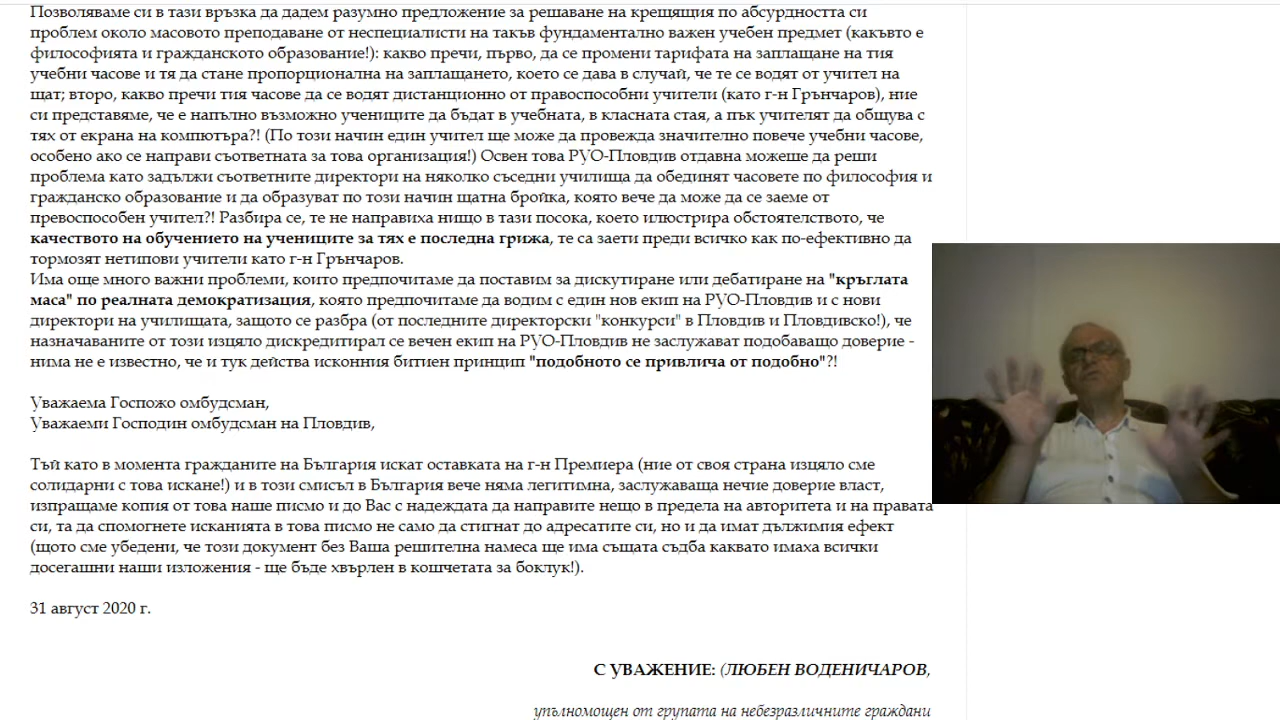 Позволяваме си в тази връзка да дадем разумно предложение за решаване на крещящия по абсурдността си
проблем около масовото преподаване от неспециалисти на такъв фундаментално важен учебен предмет (какъвто е
философията и гражданското образование!): какво пречи, първо, да се промени тарифата на заплащане на тия
учебни часове и тя да стане пропорционална на заплащането, което се дава в случай, че те се водят от учител на
щат; второ, какво пречи тия часове да се водят дистанционно от правоспособни учители (като г-н Грънчаров), ние
си представяме, че е напълно възможно учениците да бъдат в учебната, в класната стая, а пък учителят да общува с
тях от екрана на компютъра?! (По този начин един учител ще може да провежда значително повече учебни часове,
особено ако се направи съответната за това организация!) Освен това РУО-Пловдив отдавна можеше да реши
проблема като задължи съответните директори на няколко съседни училища да обединят часовете по философия и
гражданско образование и да образуват по този начин щатна бройка, която вече да може да се заеме от
превоспособен учител?! Разбира се, те не направиха нищо в тази посока, което илюстрира обстоятелството, че
качеството на обучението на учениците за тях е последна грижа, те са заети преди всичко как по-ефективно да
тормозят нетипови учители като г-н Грънчаров.
Има още много важни проблеми, които предпочитаме да поставим за дискутиране или дебатиране на "кръглата
маса" по реалната демократизация, която предпочитаме да водим с един нов екип на РУО-Пловдив и с нови
директори на училищата, защото се разбра (от последните директорски "конкурси" в Пловдив и Пловдивско!), че
назначаваните от този изцяло дискредитирал се вечен екип на РУО-Пловдив не заслужават подобаващо доверие -
нима не е известно, че и тук действа исконния битиен принцип "подобното се привлича от подобно"?!
Уважаема Госпожо омбудсман,
Уважаеми Господин омбудсман на Пловдив,
Тъй като в момента гражданите на България искат оставката на г-н Премиера (ние от своя страна изцяло сме
солидарни с това искане!) и в този смисъл в България вече няма легитимна, заслужаваща нечие доверие власт,
изпращаме копия от това наше писмо и до Вас с надеждата да направите нещо в предела на авторитета и на правата
си, та да спомогнете исканията в това писмо не само да стигнат до адресатите си, но и да имат дължимия ефект
(щото сме убедени, че този документ без Ваша решителна намеса ще има същата съдба каквато имаха всички
досегашни наши изложения - ще бъде хвърлен в кошчетата за боклук!).
31 август 2020 г.
С УВАЖЕНИЕ: (ЛЮБЕН ВОДЕНИЧАРОВ,
упълномощен от групата на небезразличните граждани